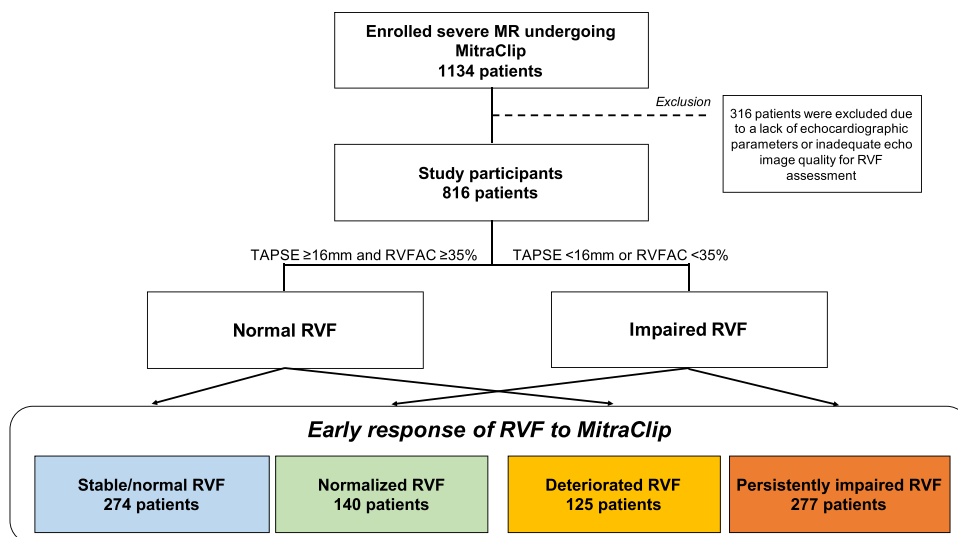 Enrolled severe MR undergoing
MitraClip
1134 patients
Exclusion
316 patients were excluded due
to a lack of echocardiographic
parameters or inadequate echo
image quality for RVF
assessment
Study participants
816 patients
TAPSE ≥16mm and RVFAC ≥35%
TAPSE <16mm or RVFAC <35%
Normal RVF
Impaired RVF
Early response of RVF to MitraClip
Stable/normal RVF
274 patients
Normalized RVF
140 patients
Deteriorated RVF
125 patients
Persistently impaired RVF
277 patients